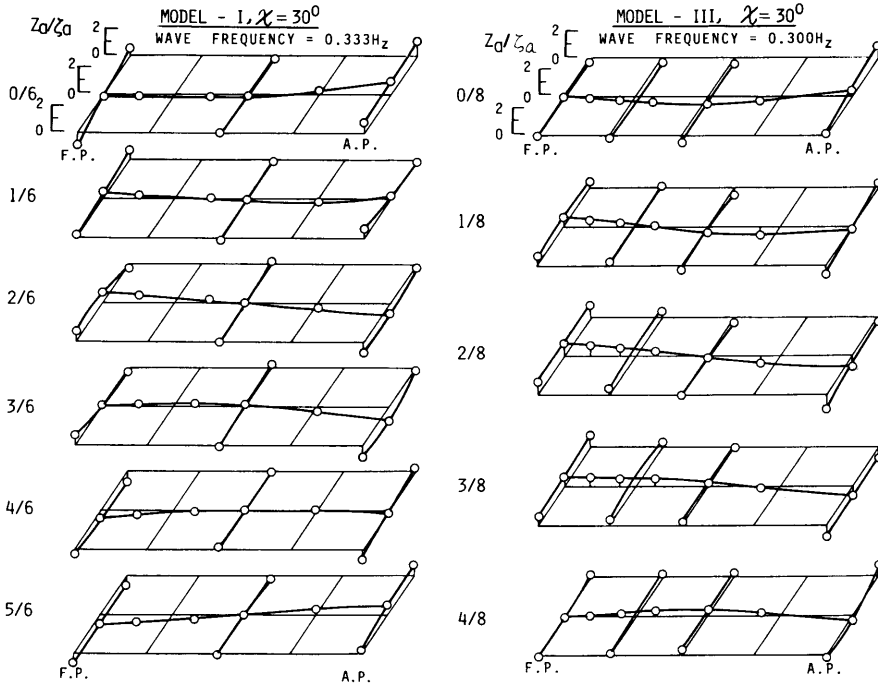 MODEL - I, χ = 30⁰
WAVE FREQUENCY = 0.333Hz
Za/ζa
2
0
2
0
2
0
0/6
F.P.
A.P.
1/6
2/6
3/6
4/6
5/6
F.P.
A.P.
MODEL - III, χ = 30⁰
WAVE FREQUENCY = 0.300Hz
Za/ζa
2
0
2
0
2
0
0/8
F.P.
A.P.
1/8
2/8
3/8
4/8
F.P.
A.P.